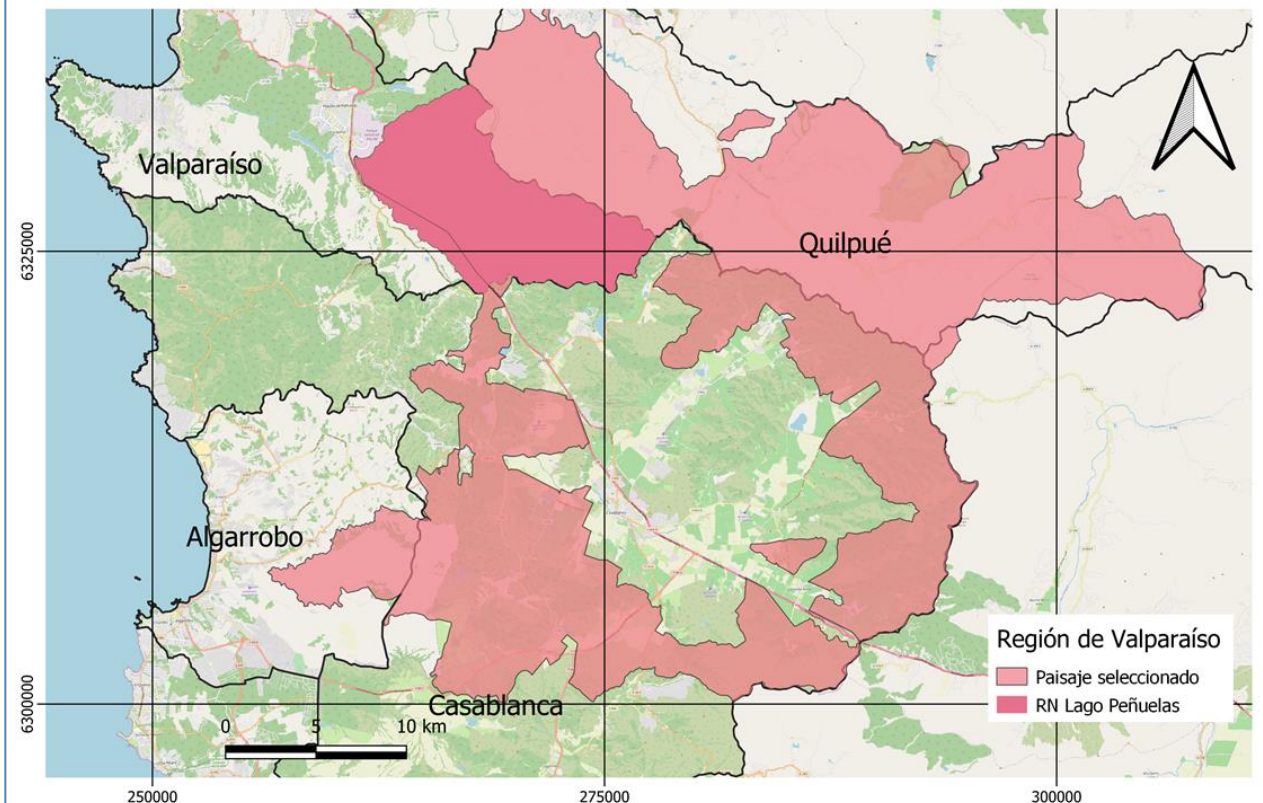 Valparaíso
6325000
Quilpué
Algarrobo
Región de Valparaíso
Paisaje seleccionado
RN Lago Peñuelas
6300000
Casablanca
0 5 10 km
250000 275000 300000